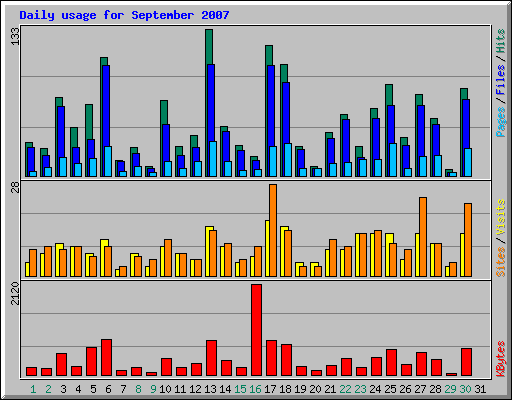 Daily usage for September 2007
133
Pages / Files / Hits
28
Sites / Visits
2120
KBytes
1 2 3 4 5 6 7 8 9 10 11 12 13 14 15 16 17 18 19 20 21 22 23 24 25 26 27 28 29 30 31